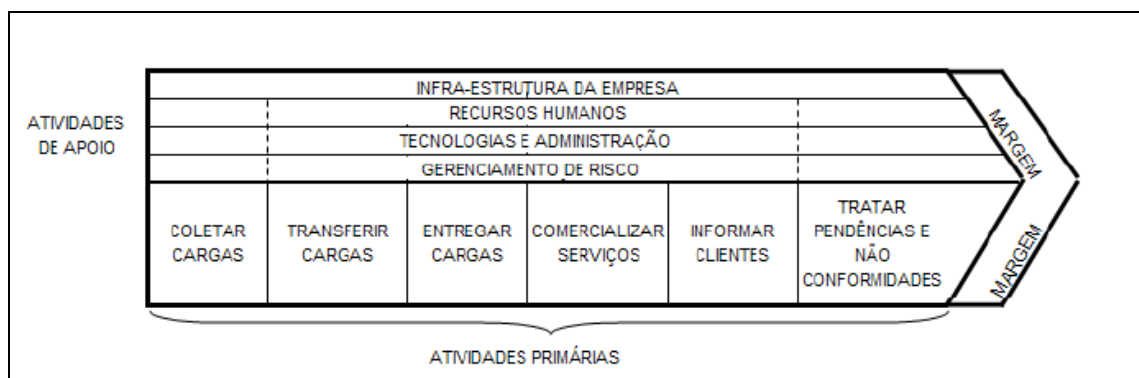 INFRA-ESTRUTURA DA EMPRESA
RECURSOS HUMANOS
TECNOLOGIAS E ADMINISTRAÇÃO
GERENCIAMENTO DE RISCO
ATIVIDADES
DE APOIO
MARGEM
COLETAR
CARGAS
TRANSFERIR
CARGAS
ENTREGAR
CARGAS
COMERCIALIZAR
SERVIÇOS
INFORMAR
CLIENTES
TRATAR
PENDÊNCIAS E
NÃO
CONFORMIDADES
MARGEM
ATIVIDADES PRIMÁRIAS